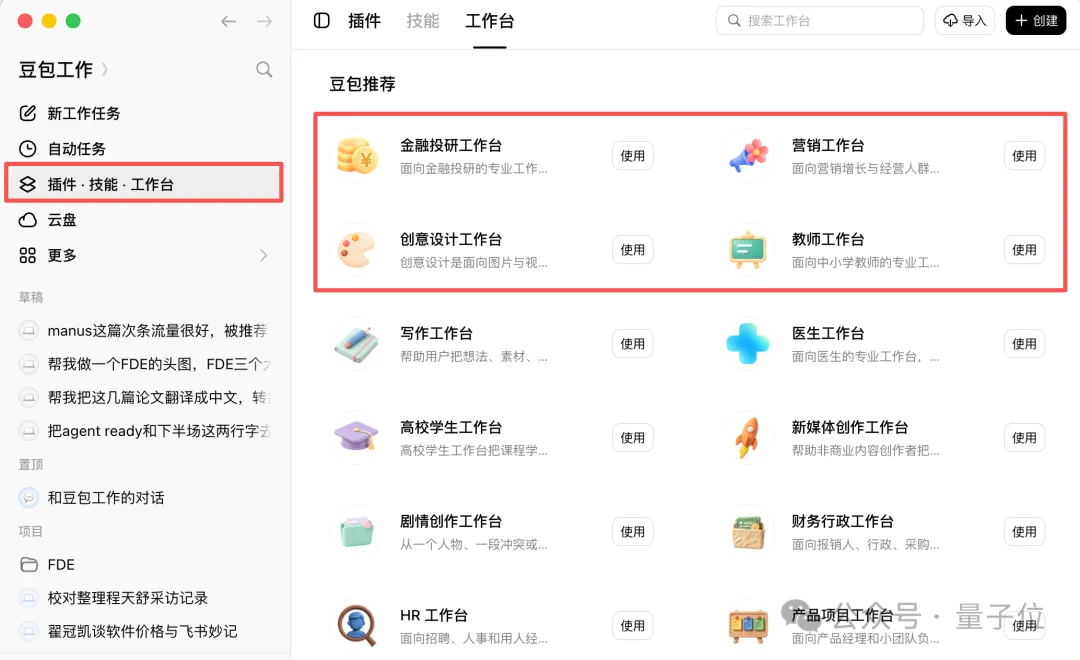 插件
技能
工作台
搜索工作台
导入
创建
豆包工作
新工作任务
自动任务
插件 · 技能 · 工作台
云盘
更多
草稿
manus这篇次条流量很好，被推荐
帮我做一个FDE的头图，FDE三个
帮我把这几篇论文翻译成中文，转
把agent ready和下半场这两行字去
置顶
和豆包工作的对话
项目
FDE
校对整理程天舒采访记录
翟冠凯谈软件价格与飞书妙记
豆包推荐
金融投研工作台
面向金融投研的专业工作...
使用
营销工作台
面向营销增长与经营人群...
使用
创意设计工作台
创意设计是面向图片与视...
使用
教师工作台
面向中小学教师的专业工...
使用
写作工作台
帮助用户把想法、素材、...
使用
医生工作台
面向医生的专业工作台，...
使用
高校学生工作台
高校学生工作台把课程学...
使用
新媒体创作工作台
帮助非商业内容创作者把...
使用
剧情创作工作台
从一个人物、一段冲突或...
使用
财务行政工作台
面向报销人、行政、采购...
使用
HR 工作台
面向招聘、人事和用人经...
使用
产品项目工作台
面向产品经理和小团队负...
使用
公众号 · 量子位